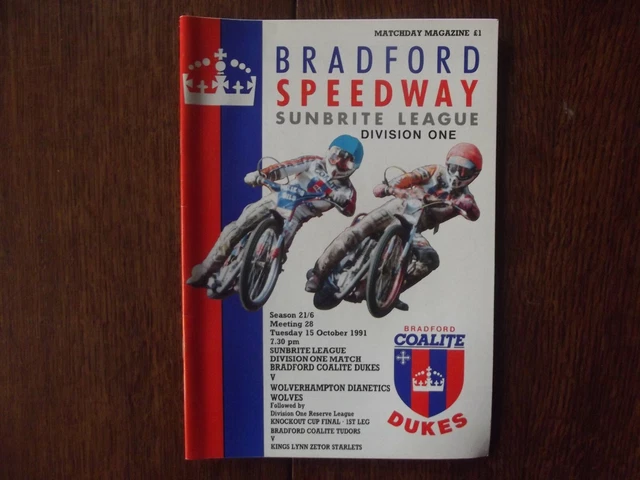 MATCHDAY MAGAZINE £1
BRADFORD
SPEEDWAY
SUNBRITE LEAGUE
DIVISION ONE
Season 21/6
Meeting 28
Tuesday 15 October 1991
7.30 pm
SUNBRITE LEAGUE
DIVISION ONE MATCH
BRADFORD COALITE DUKES
V
WOLVERHAMPTON DIANETICS
WOLVES
Followed by
Division One Reserve League
KNOCKOUT CUP FINAL - 1ST LEG
BRADFORD COALITE TUDORS
V
KINGS LYNN ZETOR STARLETS
BRADFORD
COALITE
DUKES